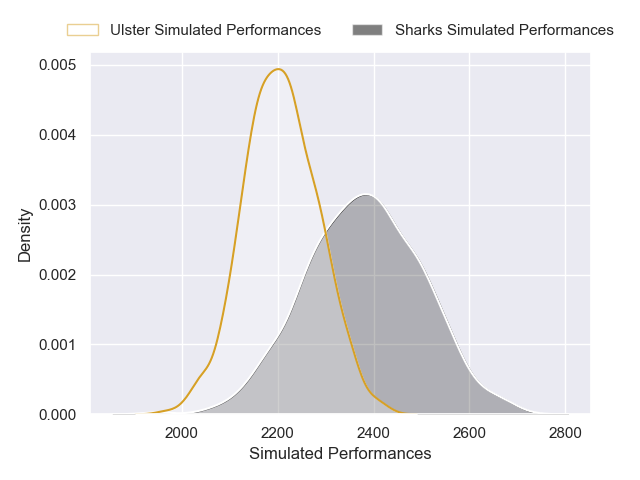 Ulster Simulated Performances Sharks Simulated Performances
0.005
0.004
0.003
0.002
0.001
0.000
Density
2000 2200 2400 2600 2800
Simulated Performances